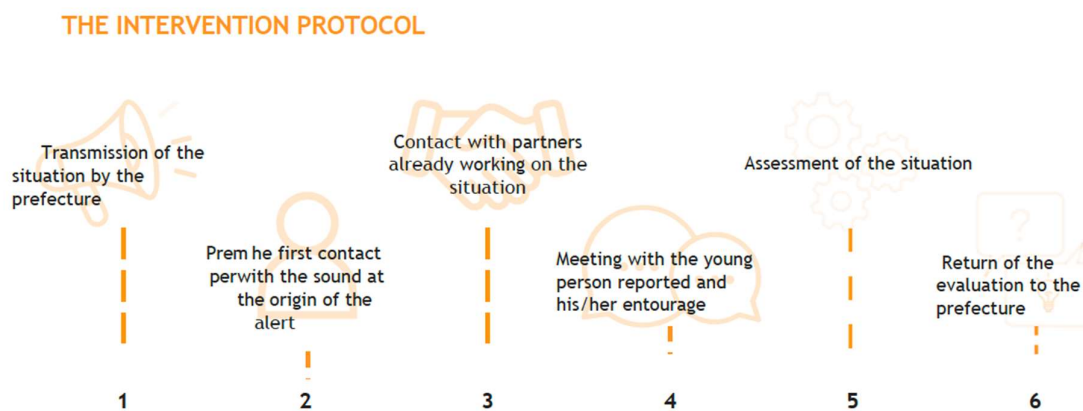 THE INTERVENTION PROTOCOL
Transmission of the
situation by the
prefecture
Prem he first contact
perwith the sound at
the origin of the
alert
Contact with partners
already working on the
situation
Meeting with the young
person reported and
his/her entourage
Assessment of the situation
Return of the
evaluation to the
prefecture
1
2
3
4
5
6